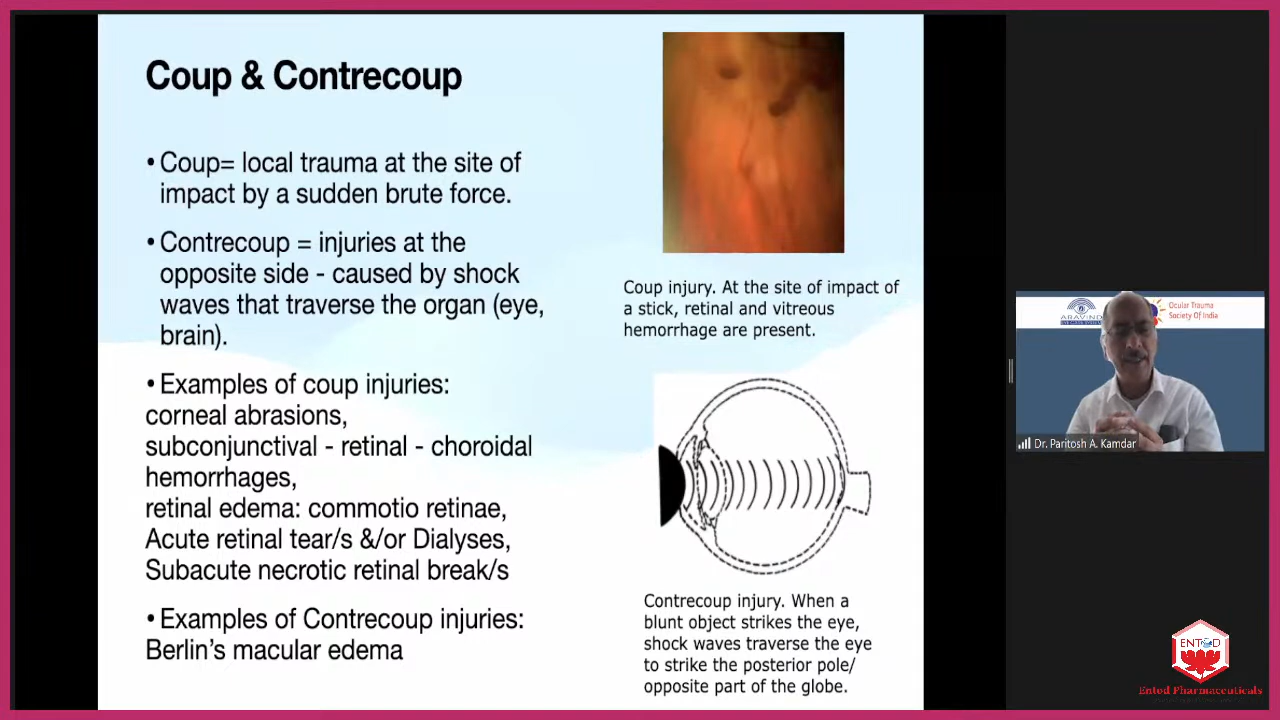 Coup & Contrecoup
•Coup= local trauma at the site of
impact by a sudden brute force.
•Contrecoup = injuries at the
opposite side - caused by shock
waves that traverse the organ (eye,
brain).
•Examples of coup injuries:
corneal abrasions,
subconjunctival - retinal - choroidal
hemorrhages,
retinal edema: commotio retinae,
Acute retinal tear/s &/or Dialyses,
Subacute necrotic retinal break/s
•Examples of Contrecoup injuries:
Berlin's macular edema
Coup injury. At the site of impact of
a stick, retinal and vitreous
hemorrhage are present.
Contrecoup injury. When a
blunt object strikes the eye,
shock waves traverse the eye
to strike the posterior pole/
opposite part of the globe.
ARAVIND
Ocular Trauma
Society Of India
Dr. Paritosh A. Kamdar
ENTOD
Entod Pharmaceuticals